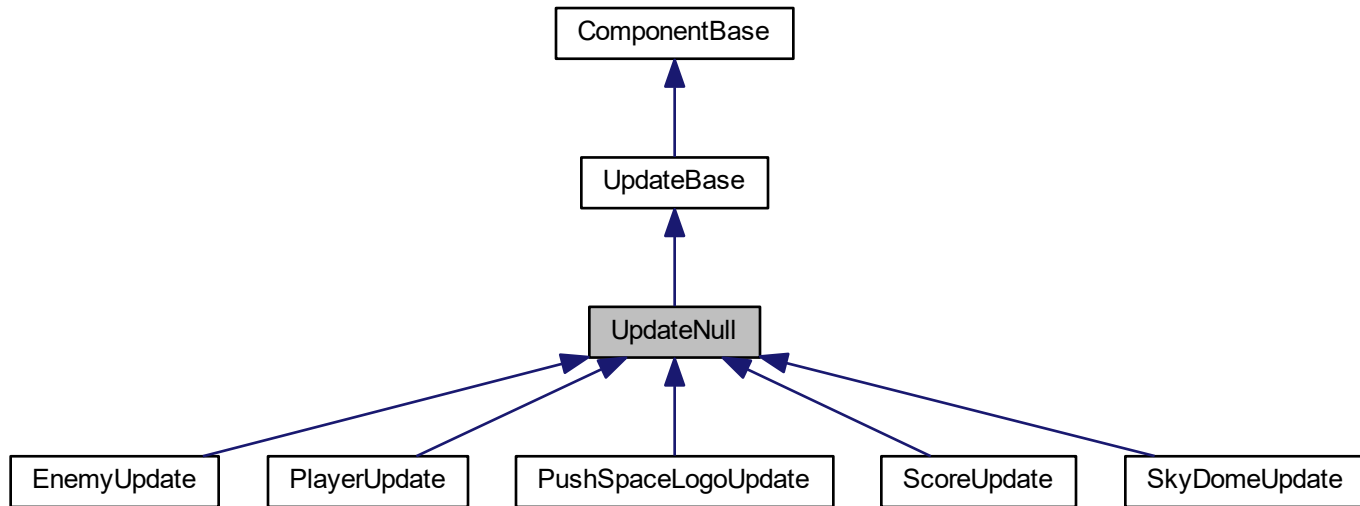 ComponentBase
UpdateBase
UpdateNull
EnemyUpdate
PlayerUpdate
PushSpaceLogoUpdate
ScoreUpdate
SkyDomeUpdate